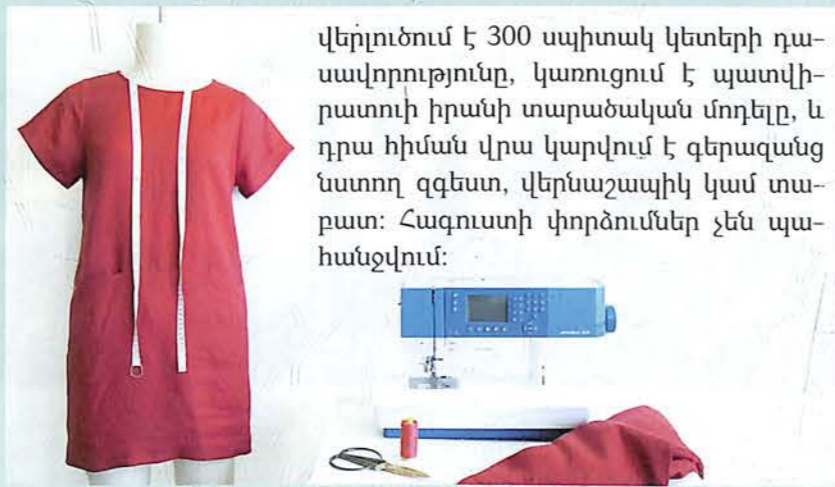 վերլուծում է 300 սպիտակ կետերի դա-
սավորությունը, կառուցում է պատվի-
րատուի իրանի տարածական մոդելը, և
դրա հիման վրա կարվում է գերազանց
նստող զգեստ, վերնաշապիկ կամ տա-
բատ: Հագուստի փորձումներ չեն պա-
հանջվում: